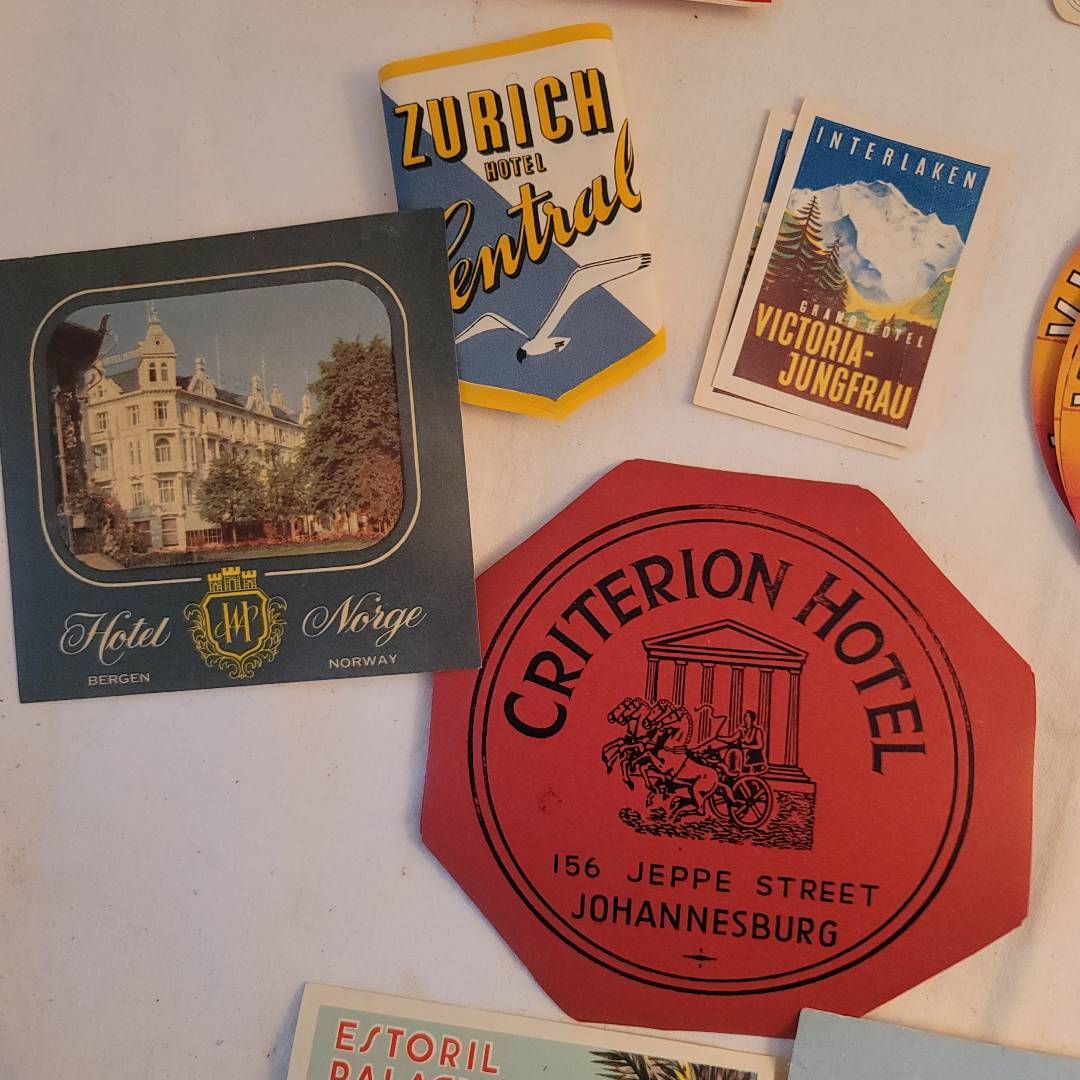 ZURICH
HOTEL
Central
INTERLAKEN
GRAND HOTEL
VICTORIA-
JUNGFRAU
Hotel Norge
BERGEN NORWAY
CRITERION HOTEL
156 JEPPE STREET
JOHANNESBURG
ESTORIL